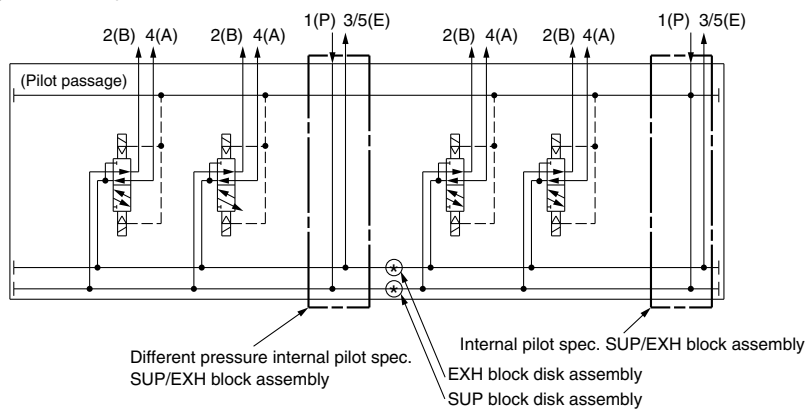 1(P) 3/5(E)
1(P) 3/5(E)
2(B) 4(A)
2(B) 4(A)
2(B) 4(A)
2(B) 4(A)
(Pilot passage)
*
*
Different pressure internal pilot spec.
SUP/EXH block assembly
Internal pilot spec. SUP/EXH block assembly
EXH block disk assembly
SUP block disk assembly